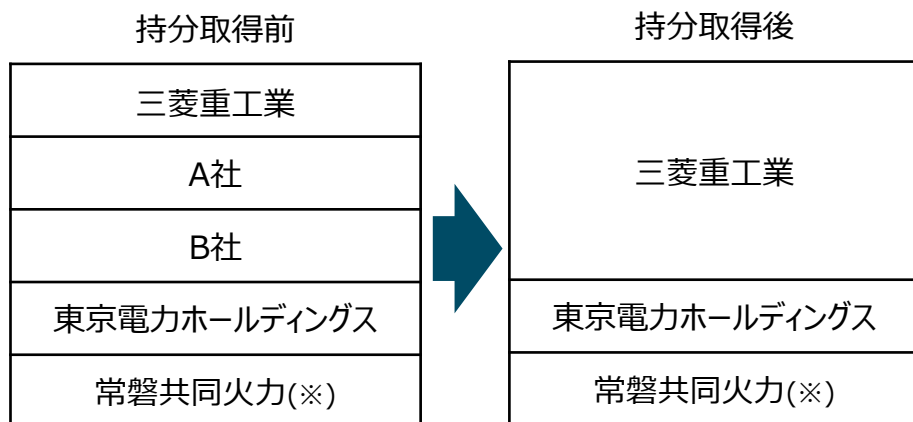 持分取得前
三菱重工業
A社
B社
東京電力ホールディングス
常磐共同火力(※)
持分取得後
三菱重工業
東京電力ホールディングス
常磐共同火力(※)